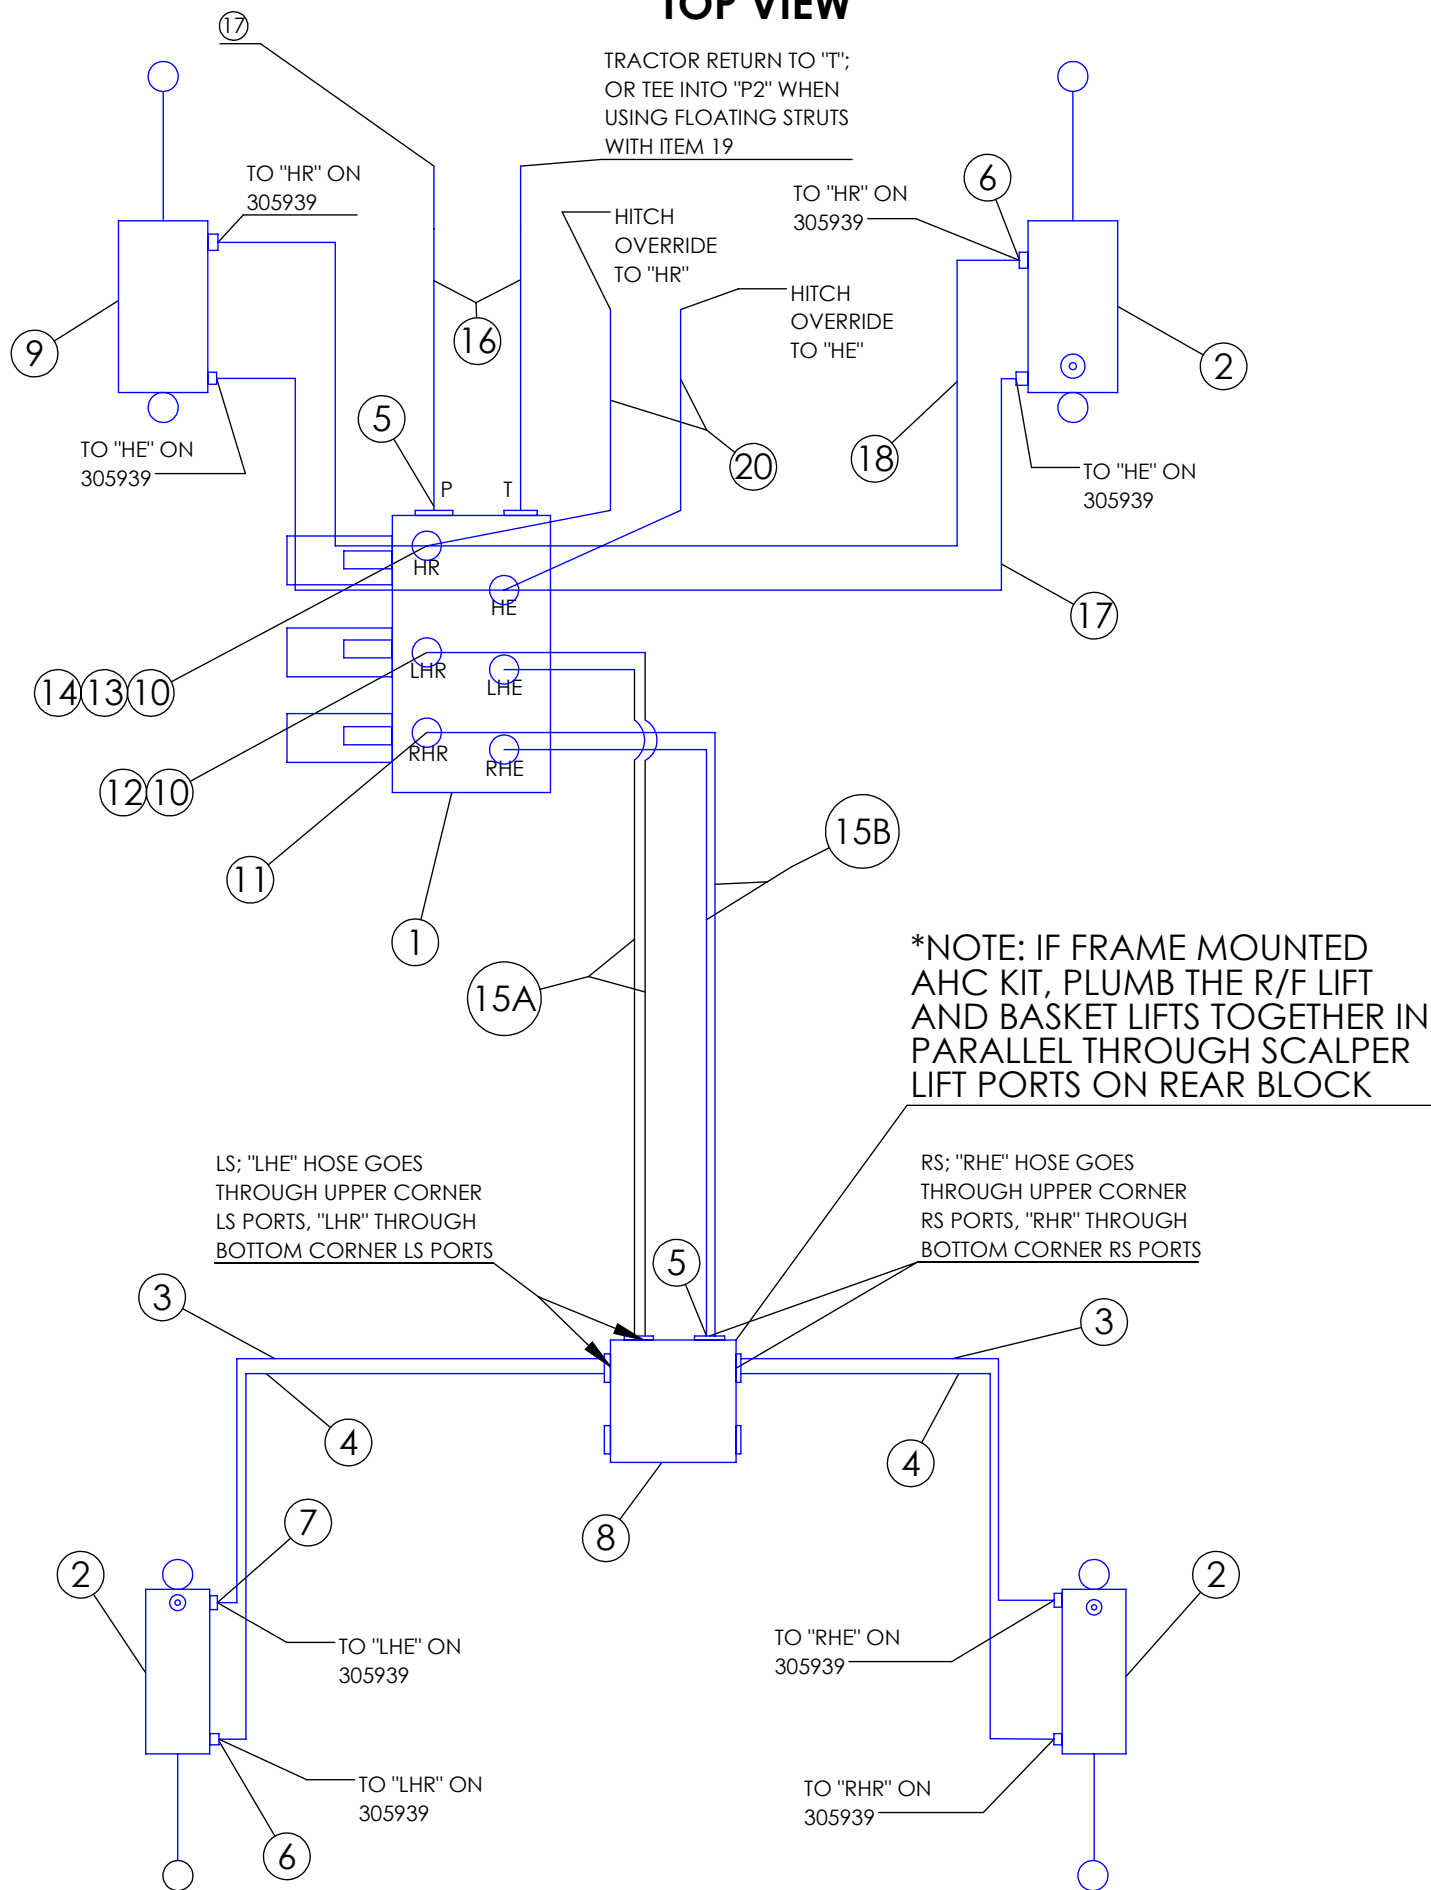 TOP VIEW
17
TRACTOR RETURN TO "T";
OR TEE INTO "P2" WHEN
USING FLOATING STRUTS
WITH ITEM 19
TO "HR" ON
305939
TO "HR" ON
305939
6
HITCH
OVERRIDE
TO "HR"
HITCH
OVERRIDE
TO "HE"
9
16
2
5
TO "HE" ON
305939
20
18
TO "HE" ON
305939
P
T
HR
HE
17
14
13
10
LHR
LHE
12
10
RHR
RHE
15B
11
1
15A
*NOTE: IF FRAME MOUNTED
AHC KIT, PLUMB THE R/F LIFT
AND BASKET LIFTS TOGETHER IN
PARALLEL THROUGH SCALPER
LIFT PORTS ON REAR BLOCK
LS; "LHE" HOSE GOES
THROUGH UPPER CORNER
LS PORTS, "LHR" THROUGH
BOTTOM CORNER LS PORTS
RS; "RHE" HOSE GOES
THROUGH UPPER CORNER
RS PORTS, "RHR" THROUGH
BOTTOM CORNER RS PORTS
5
3
3
4
4
8
7
2
2
TO "LHE" ON
305939
TO "RHE" ON
305939
TO "LHR" ON
305939
TO "RHR" ON
305939
6